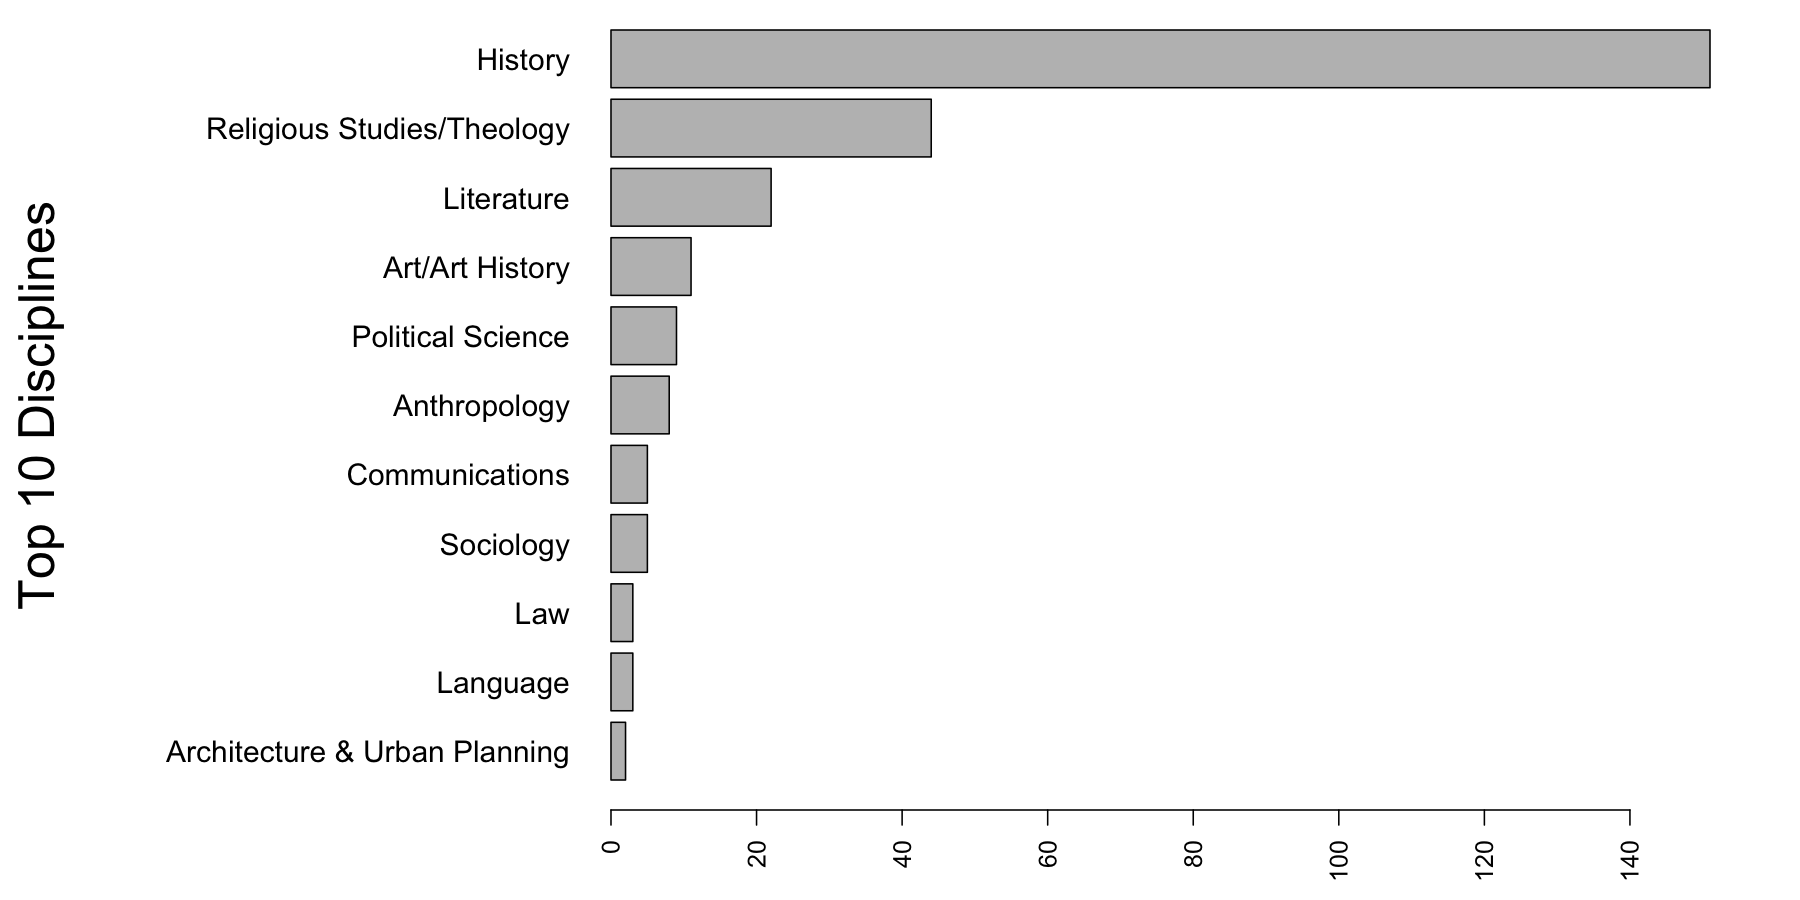 Top 10 Disciplines
History
Religious Studies/Theology
Literature
Art/Art History
Political Science
Anthropology
Communications
Sociology
Law
Language
Architecture & Urban Planning
0 20 40 60 80 100 120 140